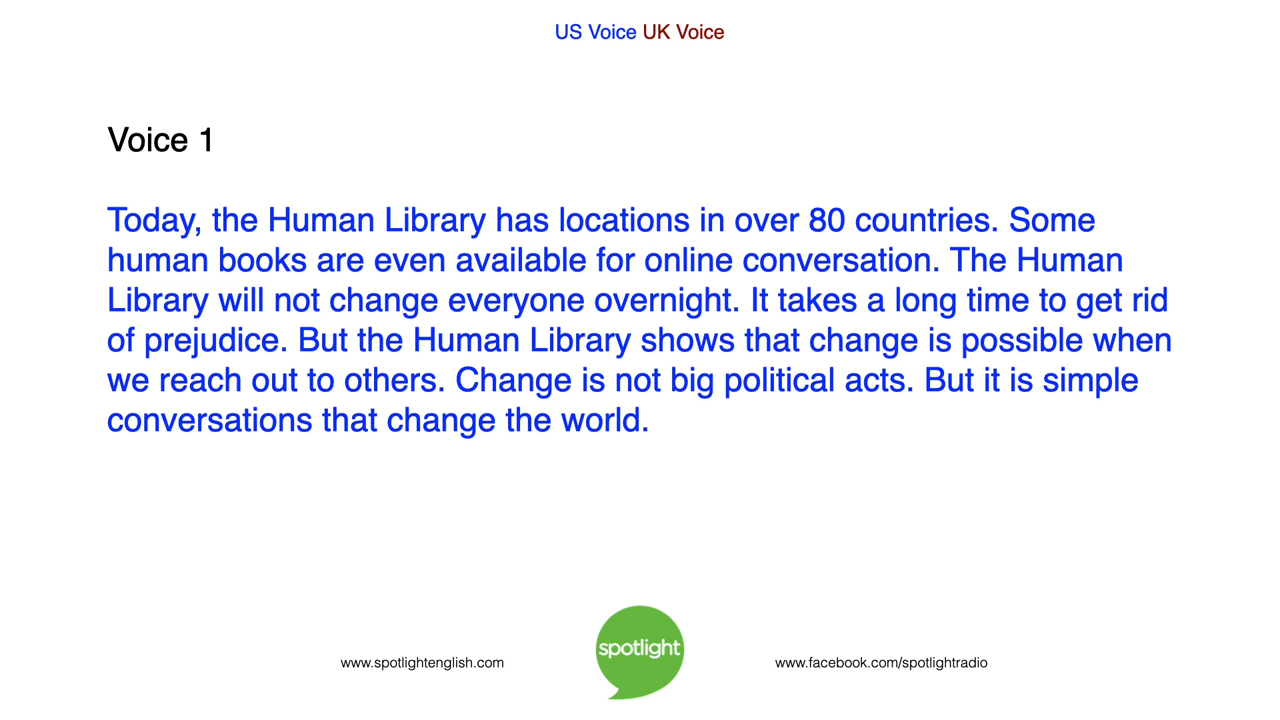 US Voice UK Voice
Voice 1
Today, the Human Library has locations in over 80 countries. Some
human books are even available for online conversation. The Human
Library will not change everyone overnight. It takes a long time to get rid
of prejudice. But the Human Library shows that change is possible when
we reach out to others. Change is not big political acts. But it is simple
conversations that change the world.
spotlight
www.spotlightenglish.com
www.facebook.com/spotlightradio